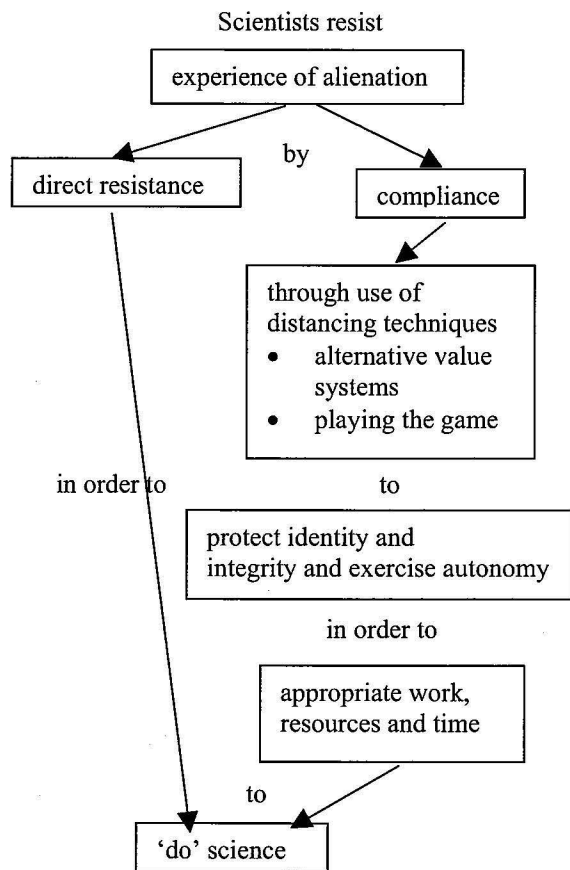 Scientists resist
experience of alienation
by
direct resistance
compliance
through use of
distancing techniques
• alternative value
systems
• playing the game
in order to
to
protect identity and
integrity and exercise autonomy
in order to
appropriate work,
resources and time
to
‘do’ science